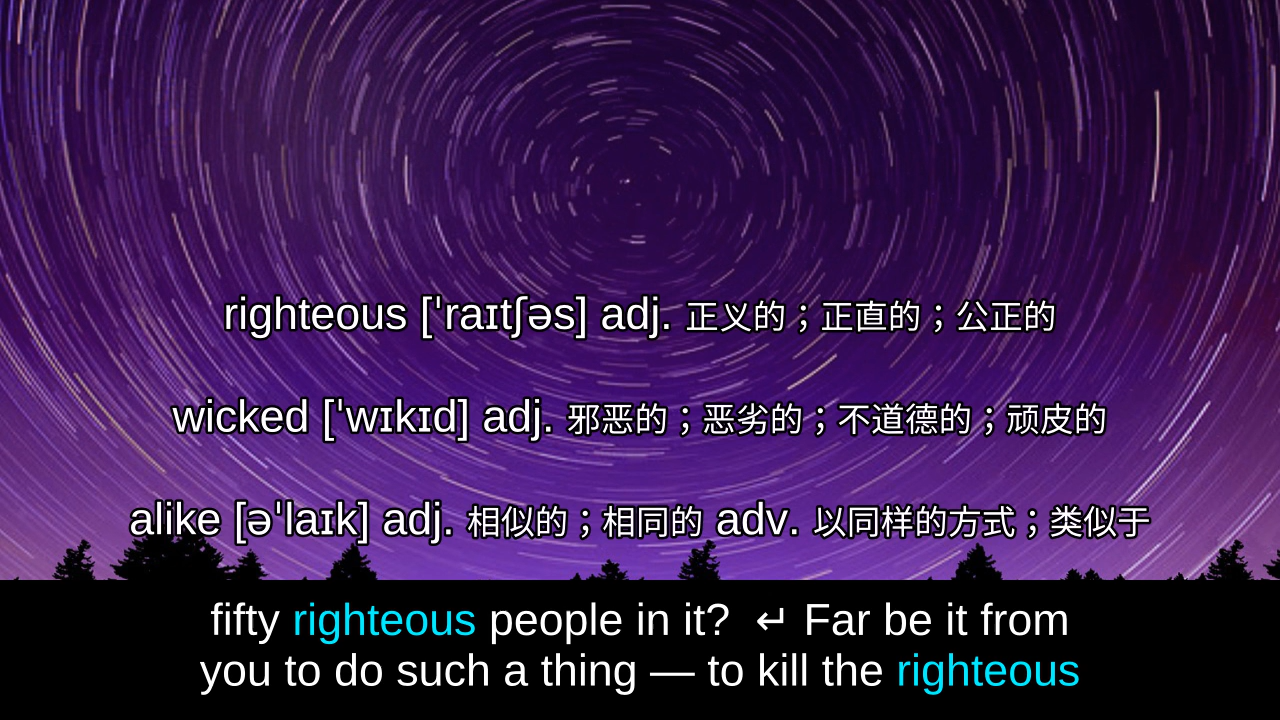 righteous [ˈraɪtʃəs] adj. 正义的；正直的；公正的
wicked [ˈwɪkɪd] adj. 邪恶的；恶劣的；不道德的；顽皮的
alike [əˈlaɪk] adj. 相似的；相同的 adv. 以同样的方式；类似于
fifty righteous people in it? ↵ Far be it from
you to do such a thing — to kill the righteous